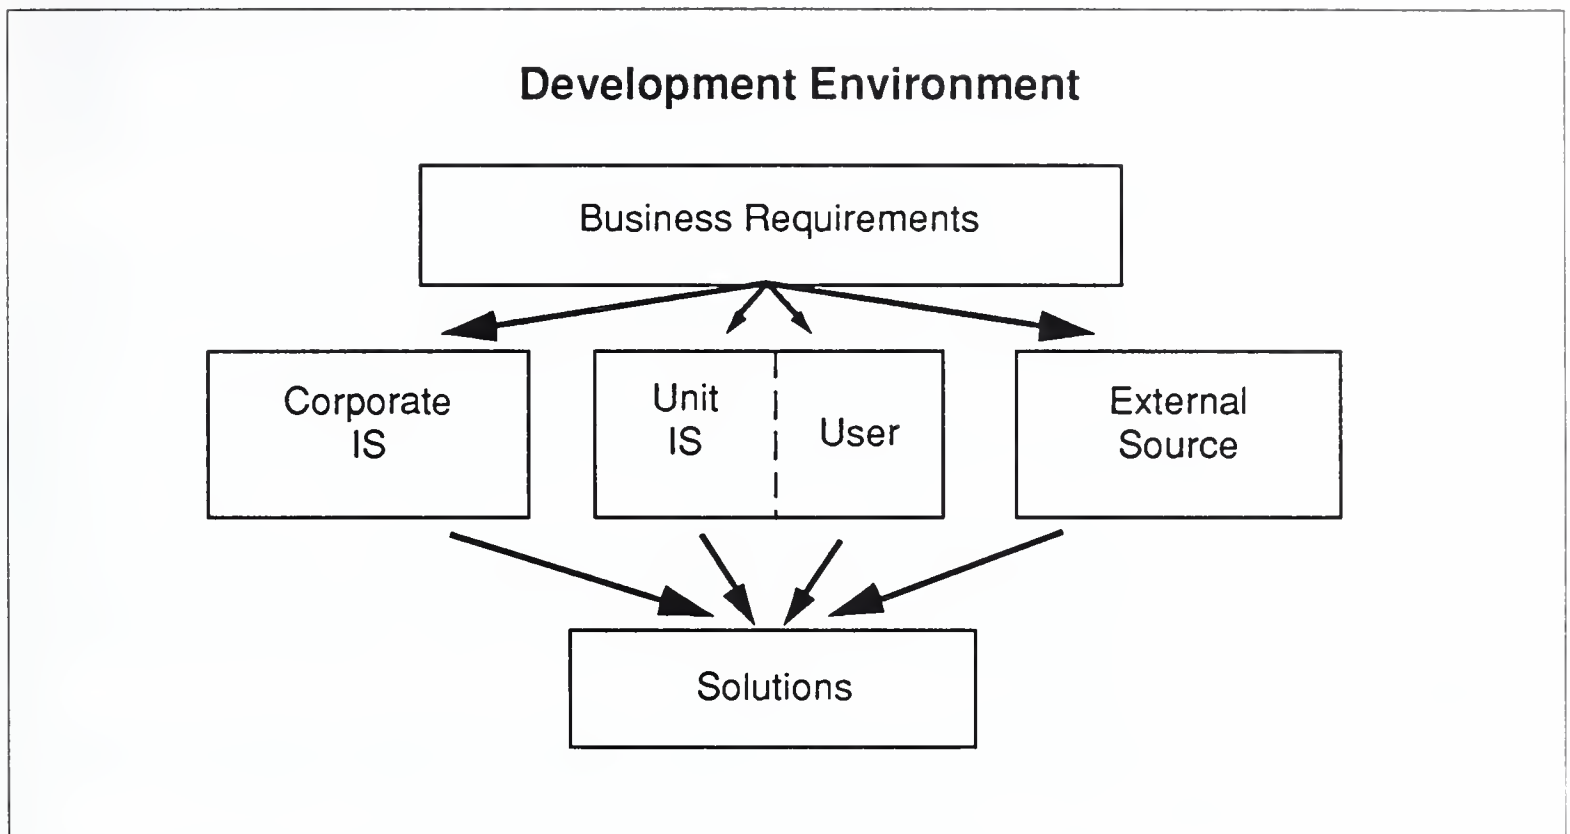 Development Environment
Business Requirements
Corporate
IS
Unit
IS
User
External
Source
Solutions